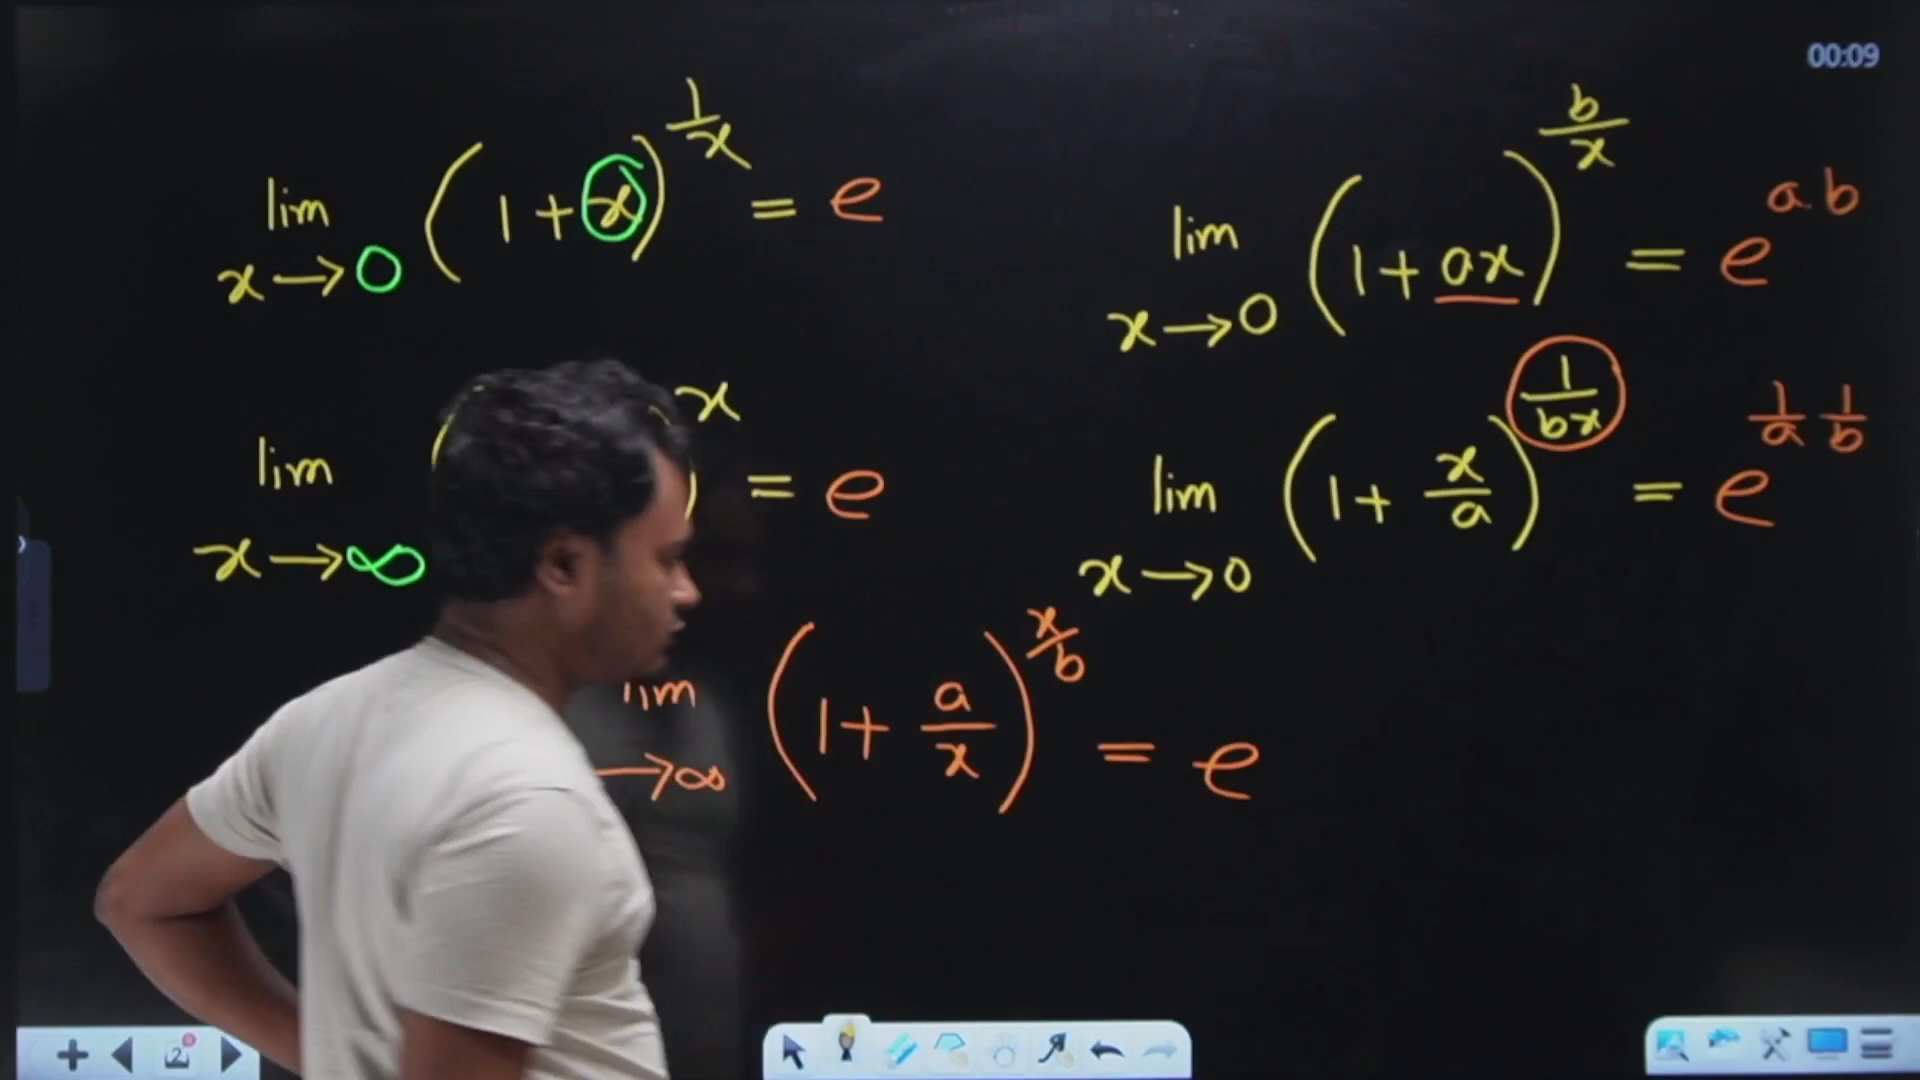 00:09
lim x→0 (1 + x)^(1/x) = e
lim x→0 (1 + ax)^(b/x) = e^(ab)
lim x→∞ ( )^x = e
lim x→0 (1 + x/a)^(1/bx) = e^(1/a 1/b)
lim →∞ (1 + a/x)^(x/b) = e
2